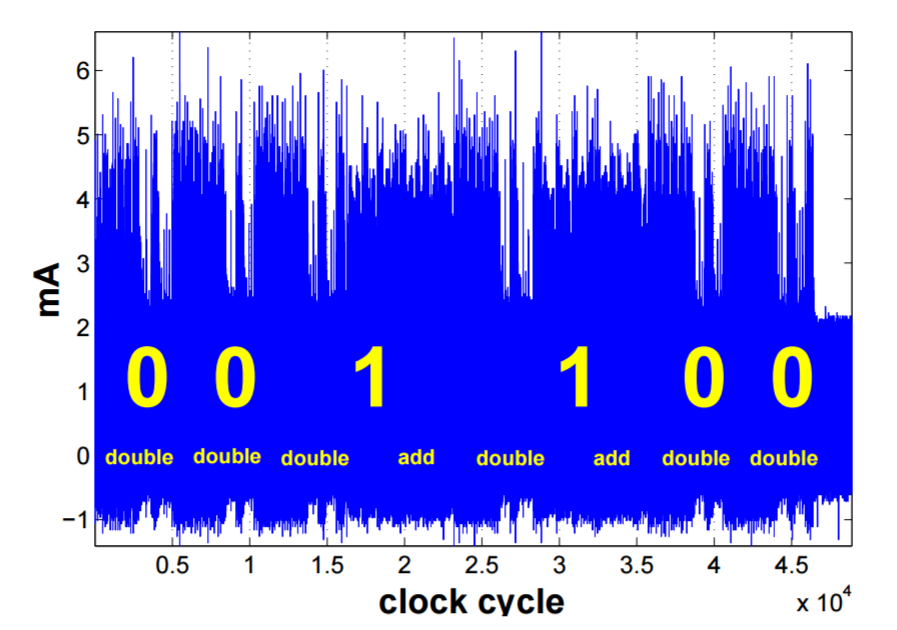 6
5
4
3
2
1
0
−1
mA
0 0 1 1 0 0
double double double add double add double double
0.5 1 1.5 2 2.5 3 3.5 4 4.5
clock cycle
x 10⁴